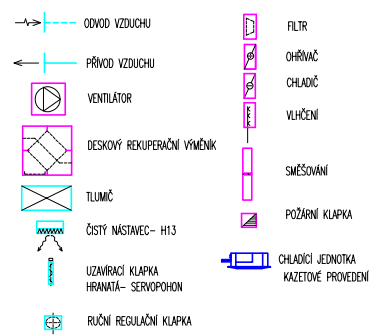 ODVOD VZDUCHU
PŘÍVOD VZDUCHU
VENTILÁTOR
DESKOVÝ REKUPERAČNÍ VÝMĚNÍK
TLUMIČ
ČISTÝ NÁSTAVEC- H13
UZAVÍRACÍ KLAPKA
HRANATÁ- SERVOPOHON
RUČNÍ REGULAČNÍ KLAPKA
FILTR
OHŘÍVAČ
CHLADIČ
VLHČENÍ
SMĚŠOVÁNÍ
POŽÁRNÍ KLAPKA
CHLADÍCÍ JEDNOTKA
KAZETOVÉ PROVEDENÍ